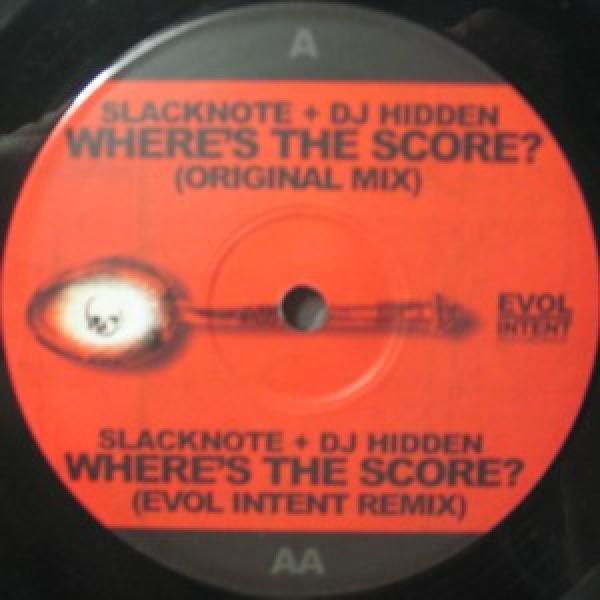 A
SLACKNOTE + DJ HIDDEN
WHERE'S THE SCORE?
(ORIGINAL MIX)
EVOL
INTENT
SLACKNOTE + DJ HIDDEN
WHERE'S THE SCORE?
(EVOL INTENT REMIX)
AA